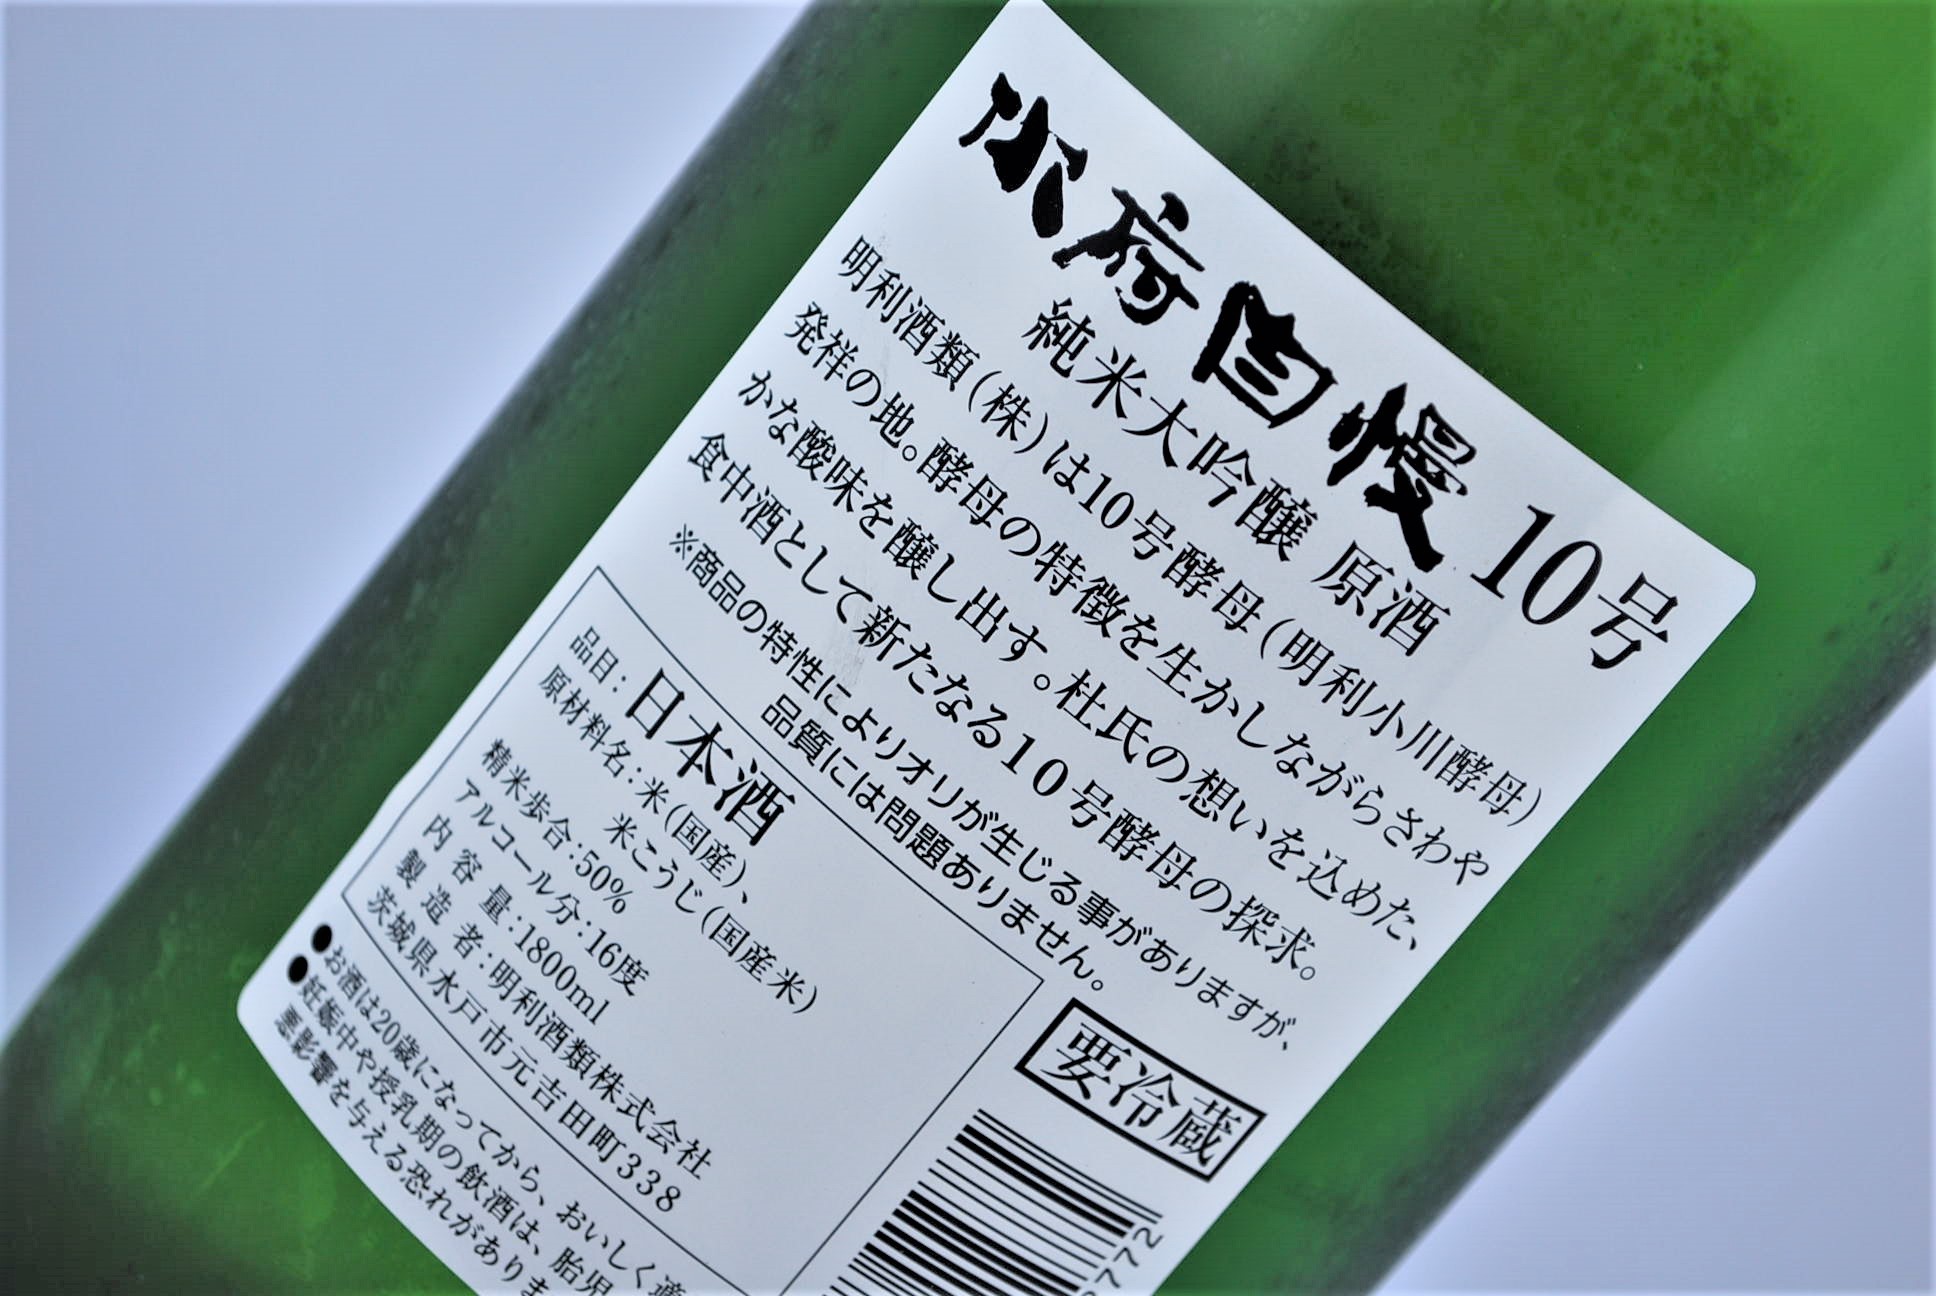 水府自慢 10号
純米大吟醸 原酒
明利酒類(株)は10号酵母(明利小川酵母)
発祥の地。酵母の特徴を生かしながらさわや
かな酸味を醸し出す。杜氏の想いを込めた、
食中酒として新たなる10号酵母の探求。
※商品の特性によりオリが生じる事がありますが、
品質には問題ありません。
品目:日本酒
原材料名:米(国産)、
米こうじ(国産米)
精米歩合:50%
アルコール分:16度
内容量:1800ml
製造者:明利酒類株式会社
茨城県水戸市元吉田町338
要冷蔵
●お酒は20歳になってから、おいしく適
●妊娠中や授乳期の飲酒は、胎児
悪影響を与える恐れがありま